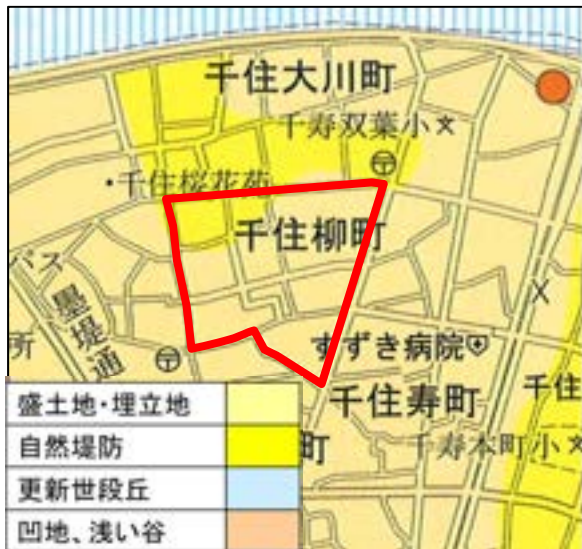 千住大川町
千寿双葉小
・千住桜花苑
千住柳町
バス
墨堤通
所
すずき病院
千住寿町
千住
町
千寿本町小
盛土地・埋立地
自然堤防
更新世段丘
凹地、浅い谷